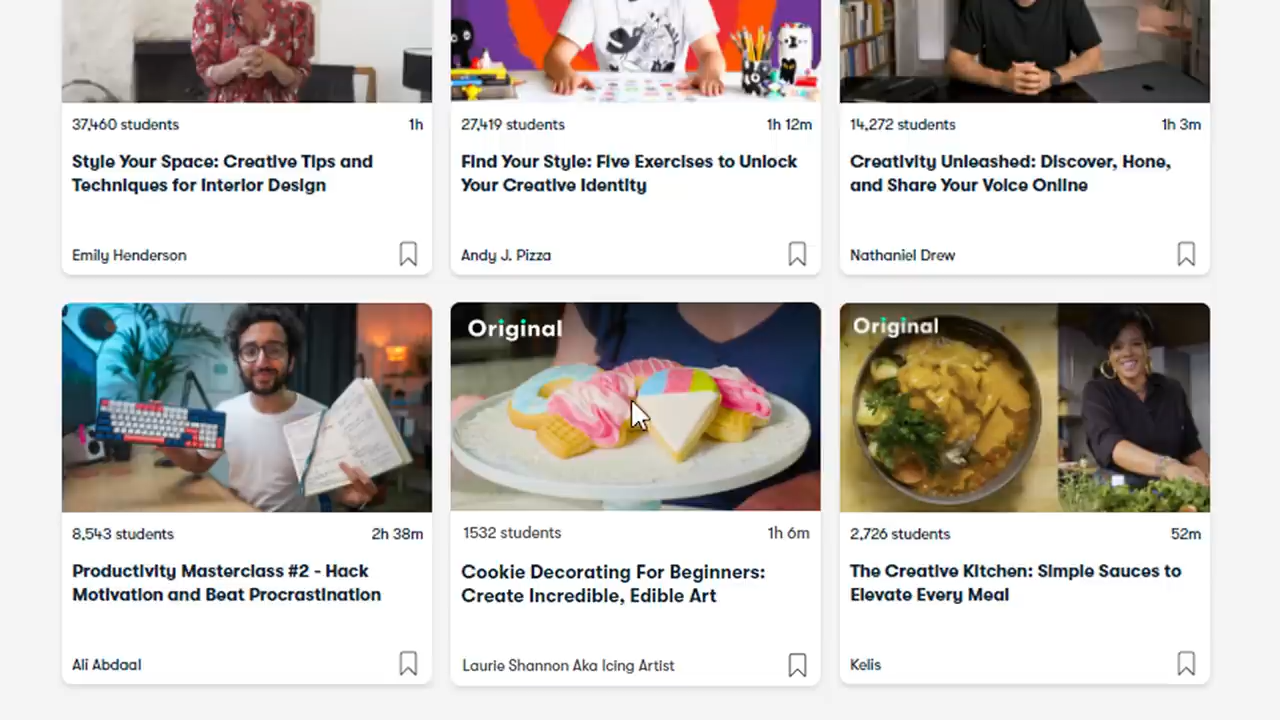 37,460 students 1h
Style Your Space: Creative Tips and
Techniques for Interior Design
Emily Henderson
27,419 students 1h 12m
Find Your Style: Five Exercises to Unlock
Your Creative Identity
Andy J. Pizza
14,272 students 1h 3m
Creativity Unleashed: Discover, Hone,
and Share Your Voice Online
Nathaniel Drew
8,543 students 2h 38m
Productivity Masterclass #2 - Hack
Motivation and Beat Procrastination
Ali Abdaal
Original
1532 students 1h 6m
Cookie Decorating For Beginners:
Create Incredible, Edible Art
Laurie Shannon Aka Icing Artist
Original
2,726 students 52m
The Creative Kitchen: Simple Sauces to
Elevate Every Meal
Kelis